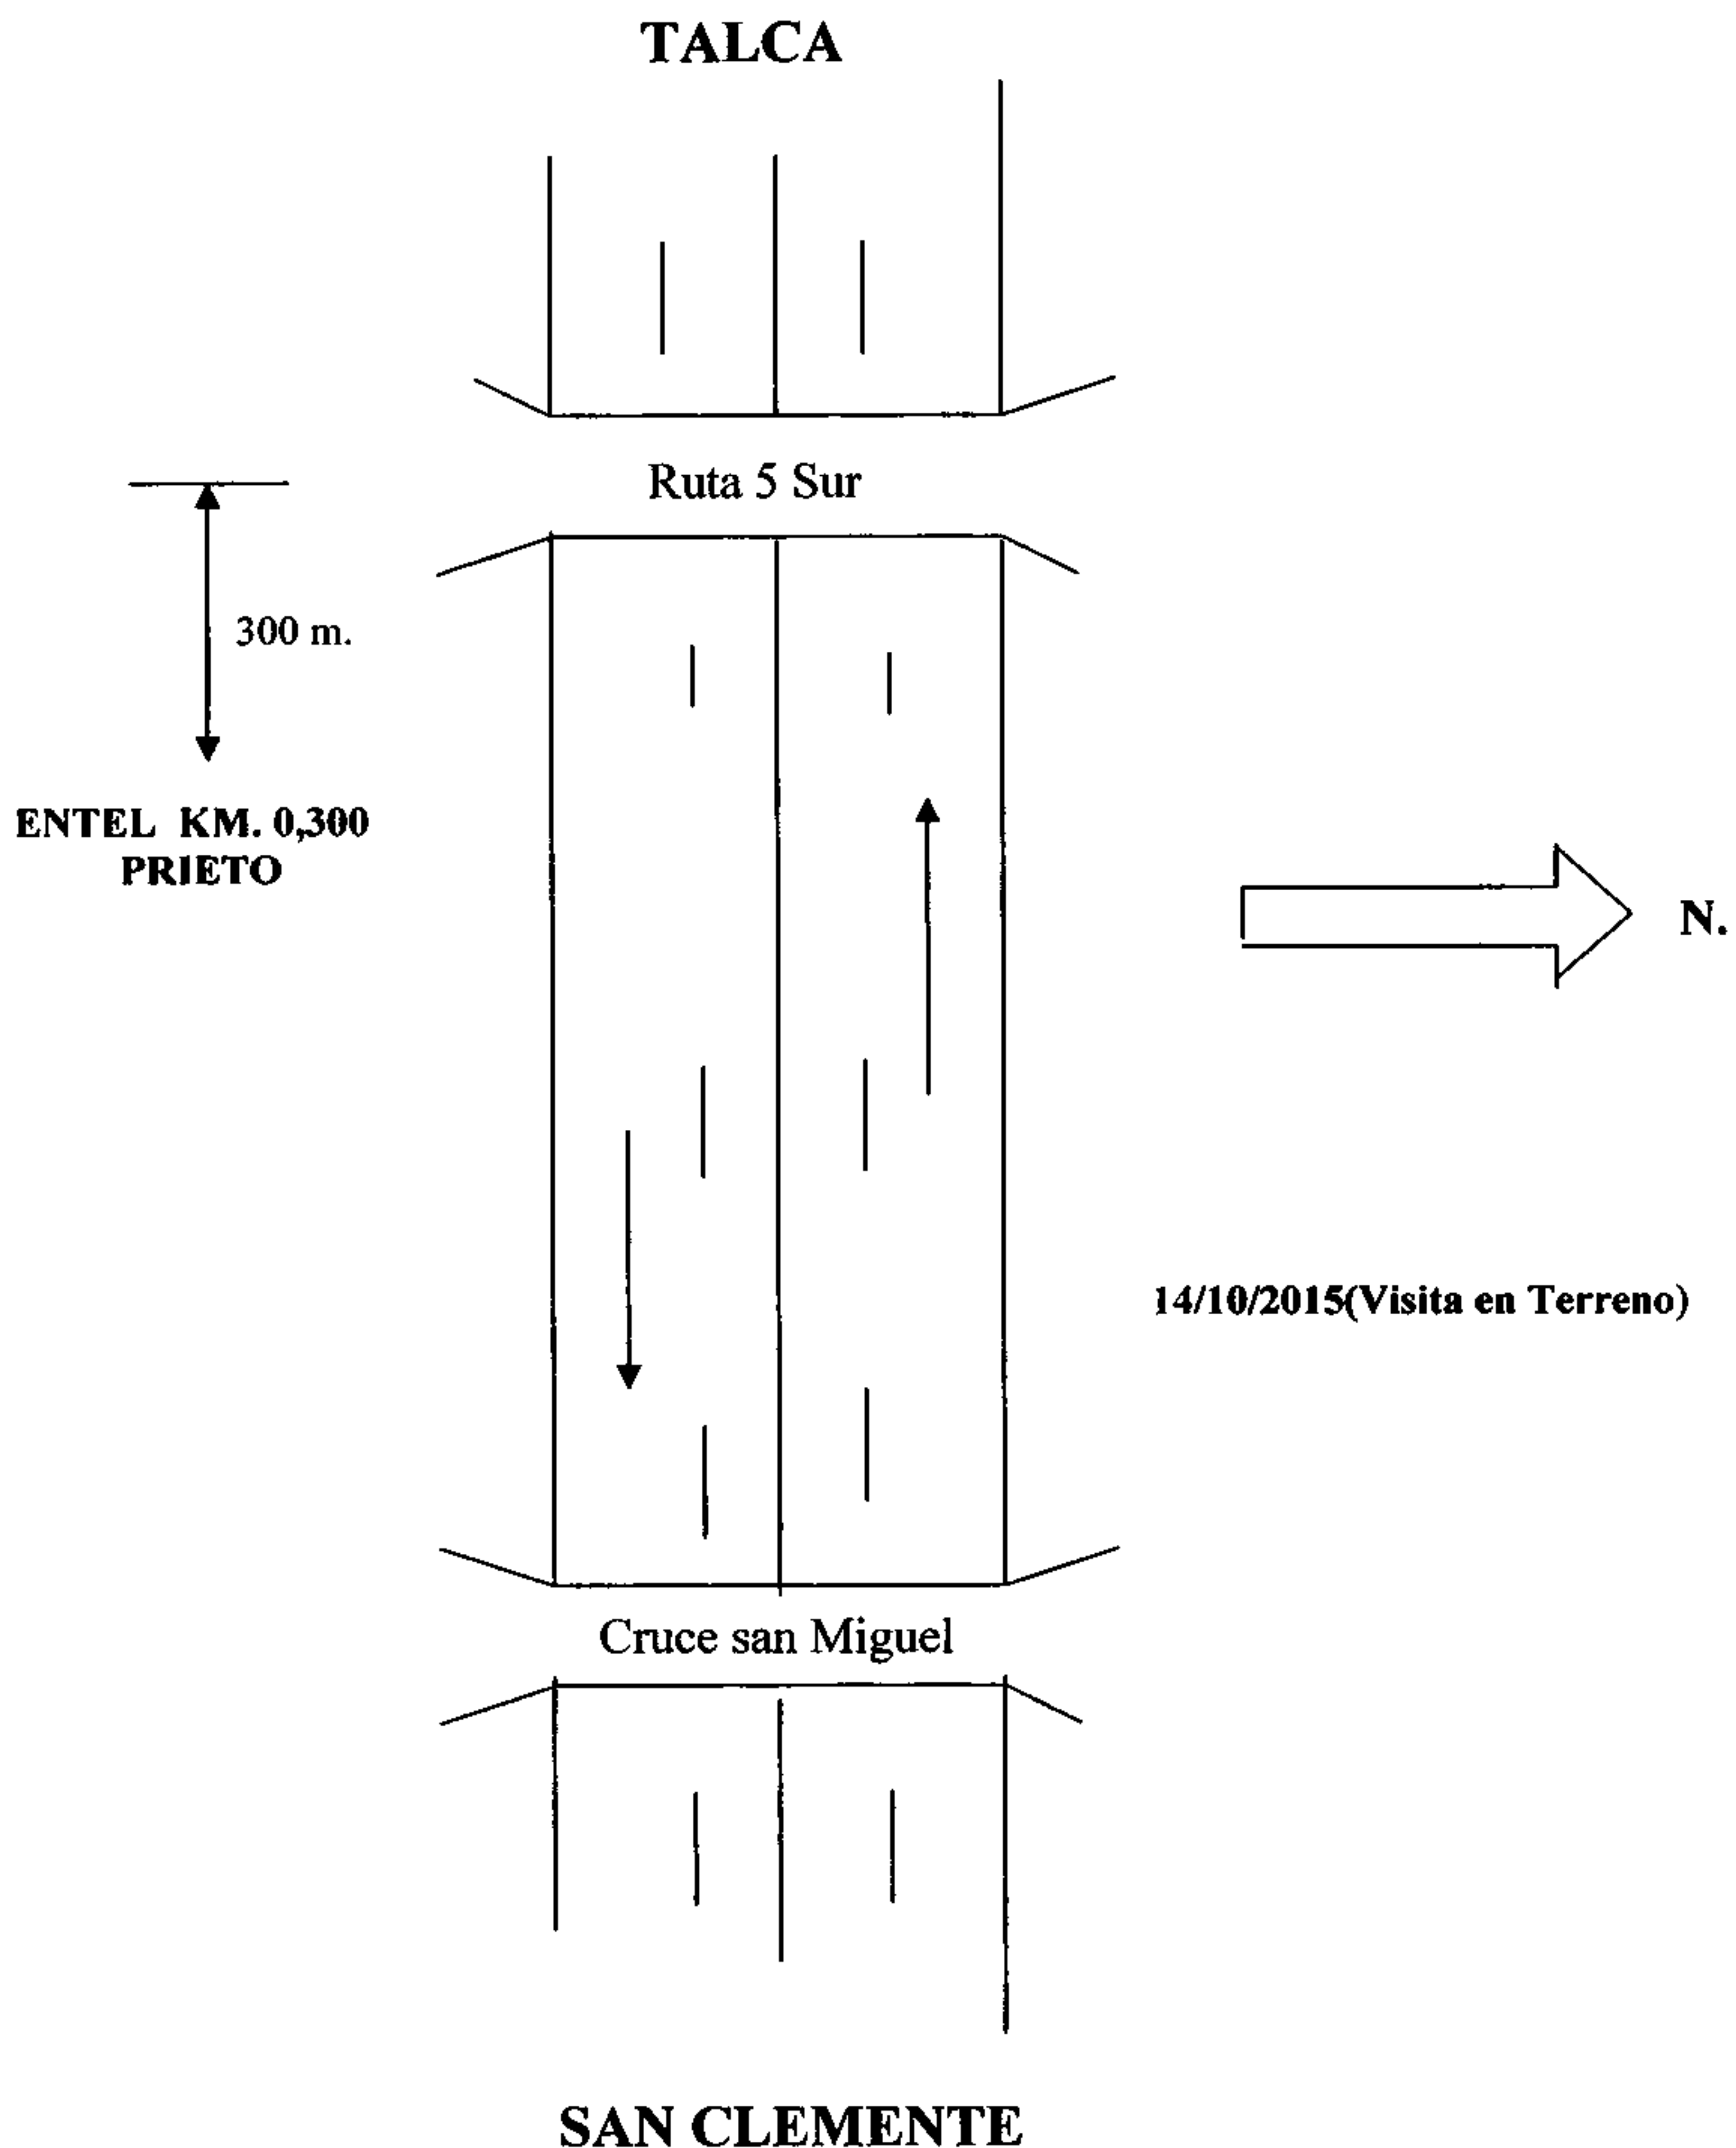 TALCA
Ruta 5 Sur
300 m.
ENTEL KM. 0,300
PRIETO
N.
14/10/2015(Visita en Terreno)
Cruce san Miguel
SAN CLEMENTE